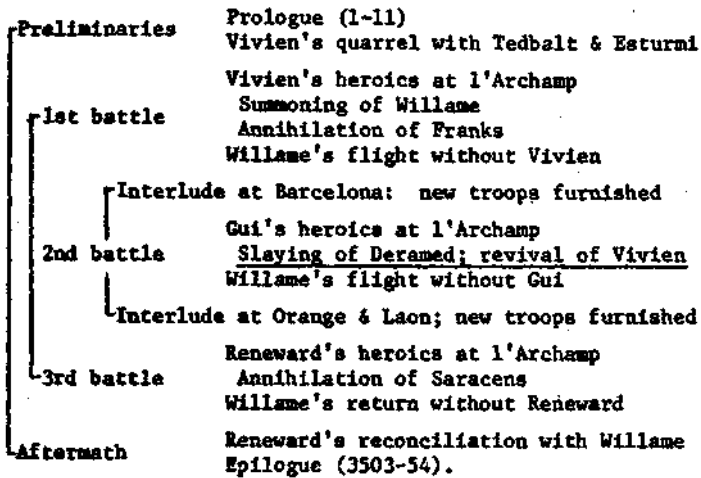 Preliminaries Prologue (1-11)
Vivien's quarrel with Tedbalt & Esturmi
Vivien's heroics at l'Archamp
1st battle Summoning of Willame
Annihilation of Franks
Willame's flight without Vivien
Interlude at Barcelona: new troops furnished
Gui's heroics at l'Archamp
2nd battle Slaying of Deramed; revival of Vivien
Willame's flight without Gui
Interlude at Orange & Laon; new troops furnished
Reneward's heroics at l'Archamp
3rd battle Annihilation of Saracens
Willame's return without Reneward
Aftermath Reneward's reconciliation with Willame
Epilogue (3503-54).